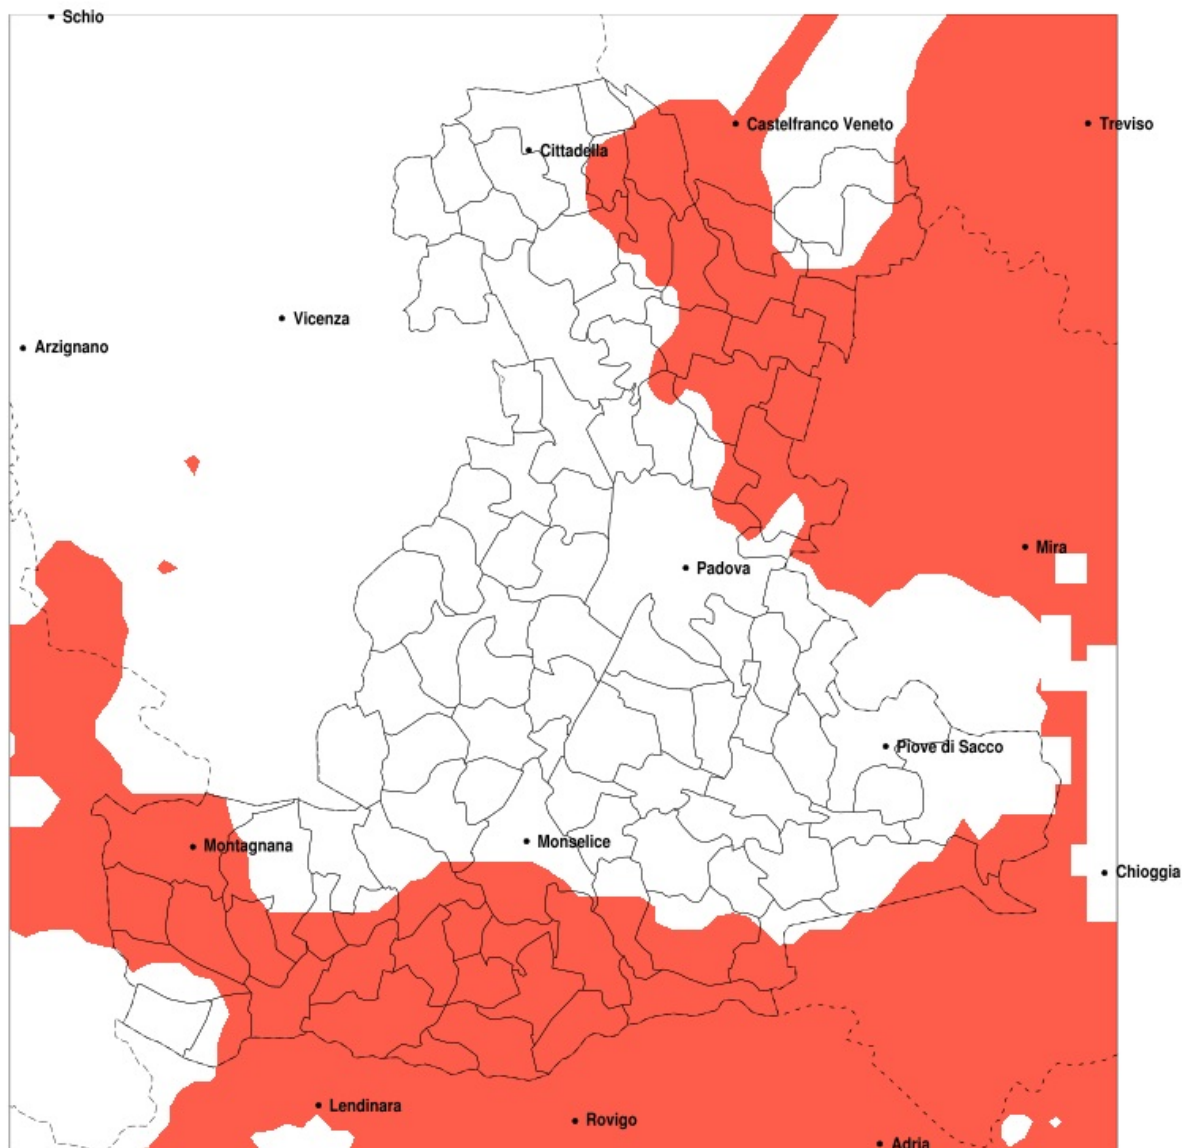 Schio
Castelfranco Veneto
Treviso
Cittadella
Vicenza
Arzignano
Mira
Padova
Piove di Sacco
Monselice
Montagnana
Chioggia
Lendinara
Rovigo
Adria